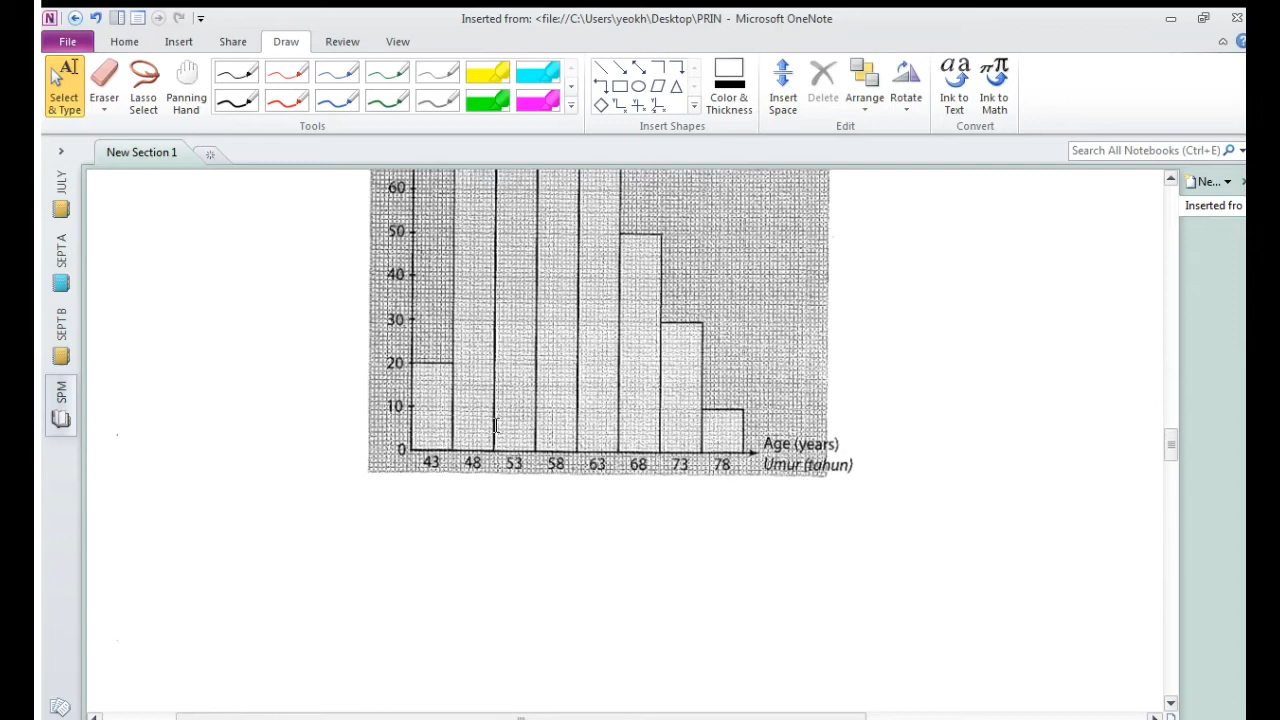 Inserted from: <file://C:\Users\yeokh\Desktop\PRIN - Microsoft OneNote
File Home Insert Share Draw Review View
Select & Type
Eraser
Lasso Select
Panning Hand
Color & Thickness
Insert Space
Delete
Arrange
Rotate
Ink to Text
Ink to Math
Tools Insert Shapes Edit Convert
New Section 1
Search All Notebooks (Ctrl+E)
Ne...
Inserted fro
JULY
SEPT A
SEPT B
SPM
60
50
40
30
20
10
0
43 48 53 58 63 68 73 78
Age (years)
Umur (tahun)